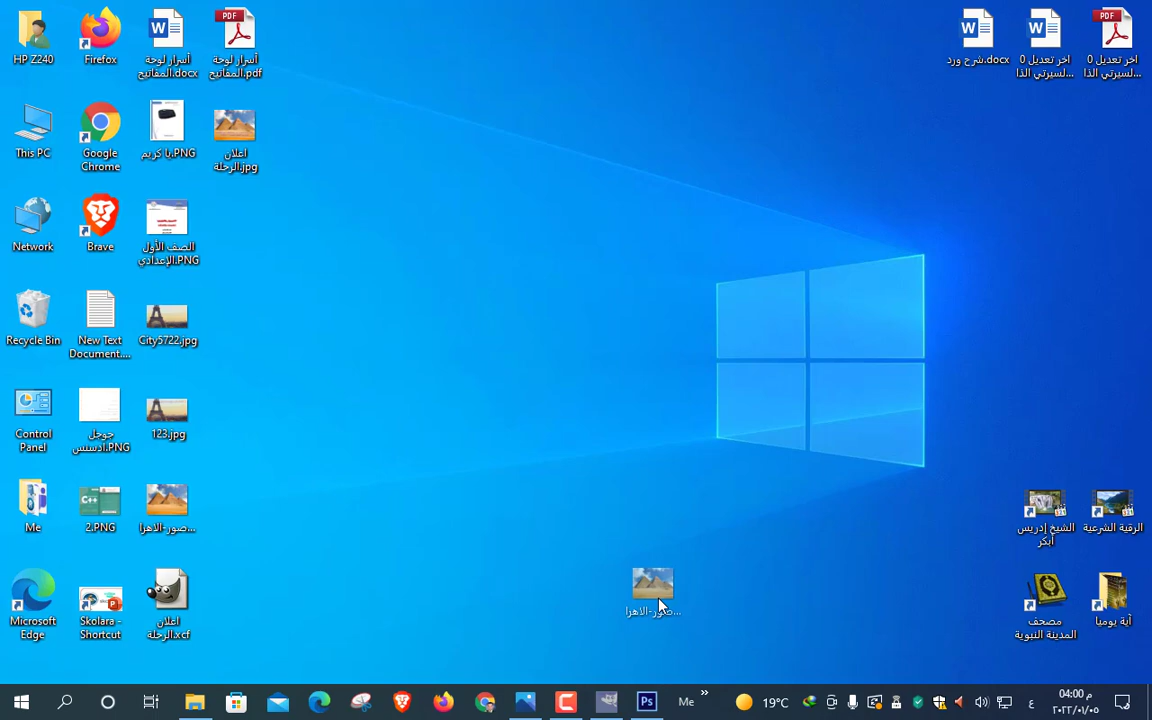 HP Z240
Firefox
أسرار لوحة
المفاتيح.docx
أسرار لوحة
المفاتيح.pdf
شرح ورد.docx
اخر تعديل 0
لسيرتي الذا...
اخر تعديل 0
لسيرتي الذا...
This PC
Google
Chrome
يا كريم.PNG
اعلان
الرحلة.jpg
Network
Brave
الصف الأول
الإعدادي.PNG
Recycle Bin
New Text
Document....
City5722.jpg
Control
Panel
جوجل
ادسنس.PNG
123.jpg
Me
2.PNG
صور-الاهرا...
الشيخ إدريس
أبكر
الرقية الشرعية
Microsoft
Edge
Skolara -
Shortcut
اعلان
الرحلة.xcf
صور-الاهرا...
مصحف
المدينة النبوية
آية يوميا
Me
19°C
ع
04:00 م
٢٠٢٢/٠١/٠٥